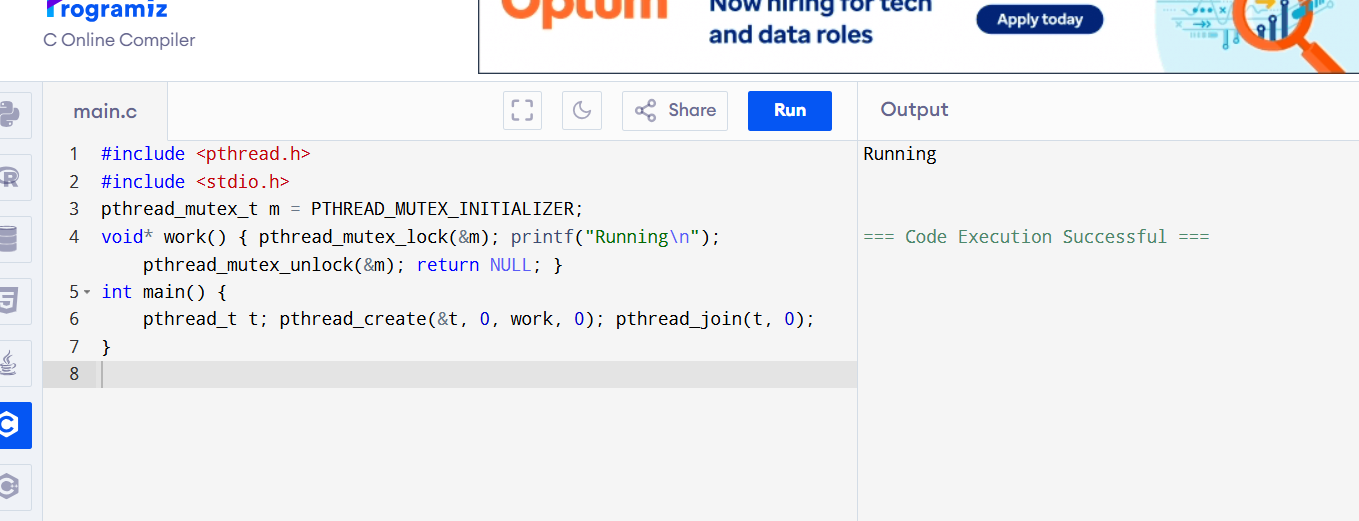 Programiz
C Online Compiler
Optum
Now hiring for tech
and data roles
Apply today
main.c
Share
Run
Output
1 #include <pthread.h>
2 #include <stdio.h>
3 pthread_mutex_t m = PTHREAD_MUTEX_INITIALIZER;
4 void* work() { pthread_mutex_lock(&m); printf("Running\n");
pthread_mutex_unlock(&m); return NULL; }
5 int main() {
6 pthread_t t; pthread_create(&t, 0, work, 0); pthread_join(t, 0);
7 }
8
Running
=== Code Execution Successful ===